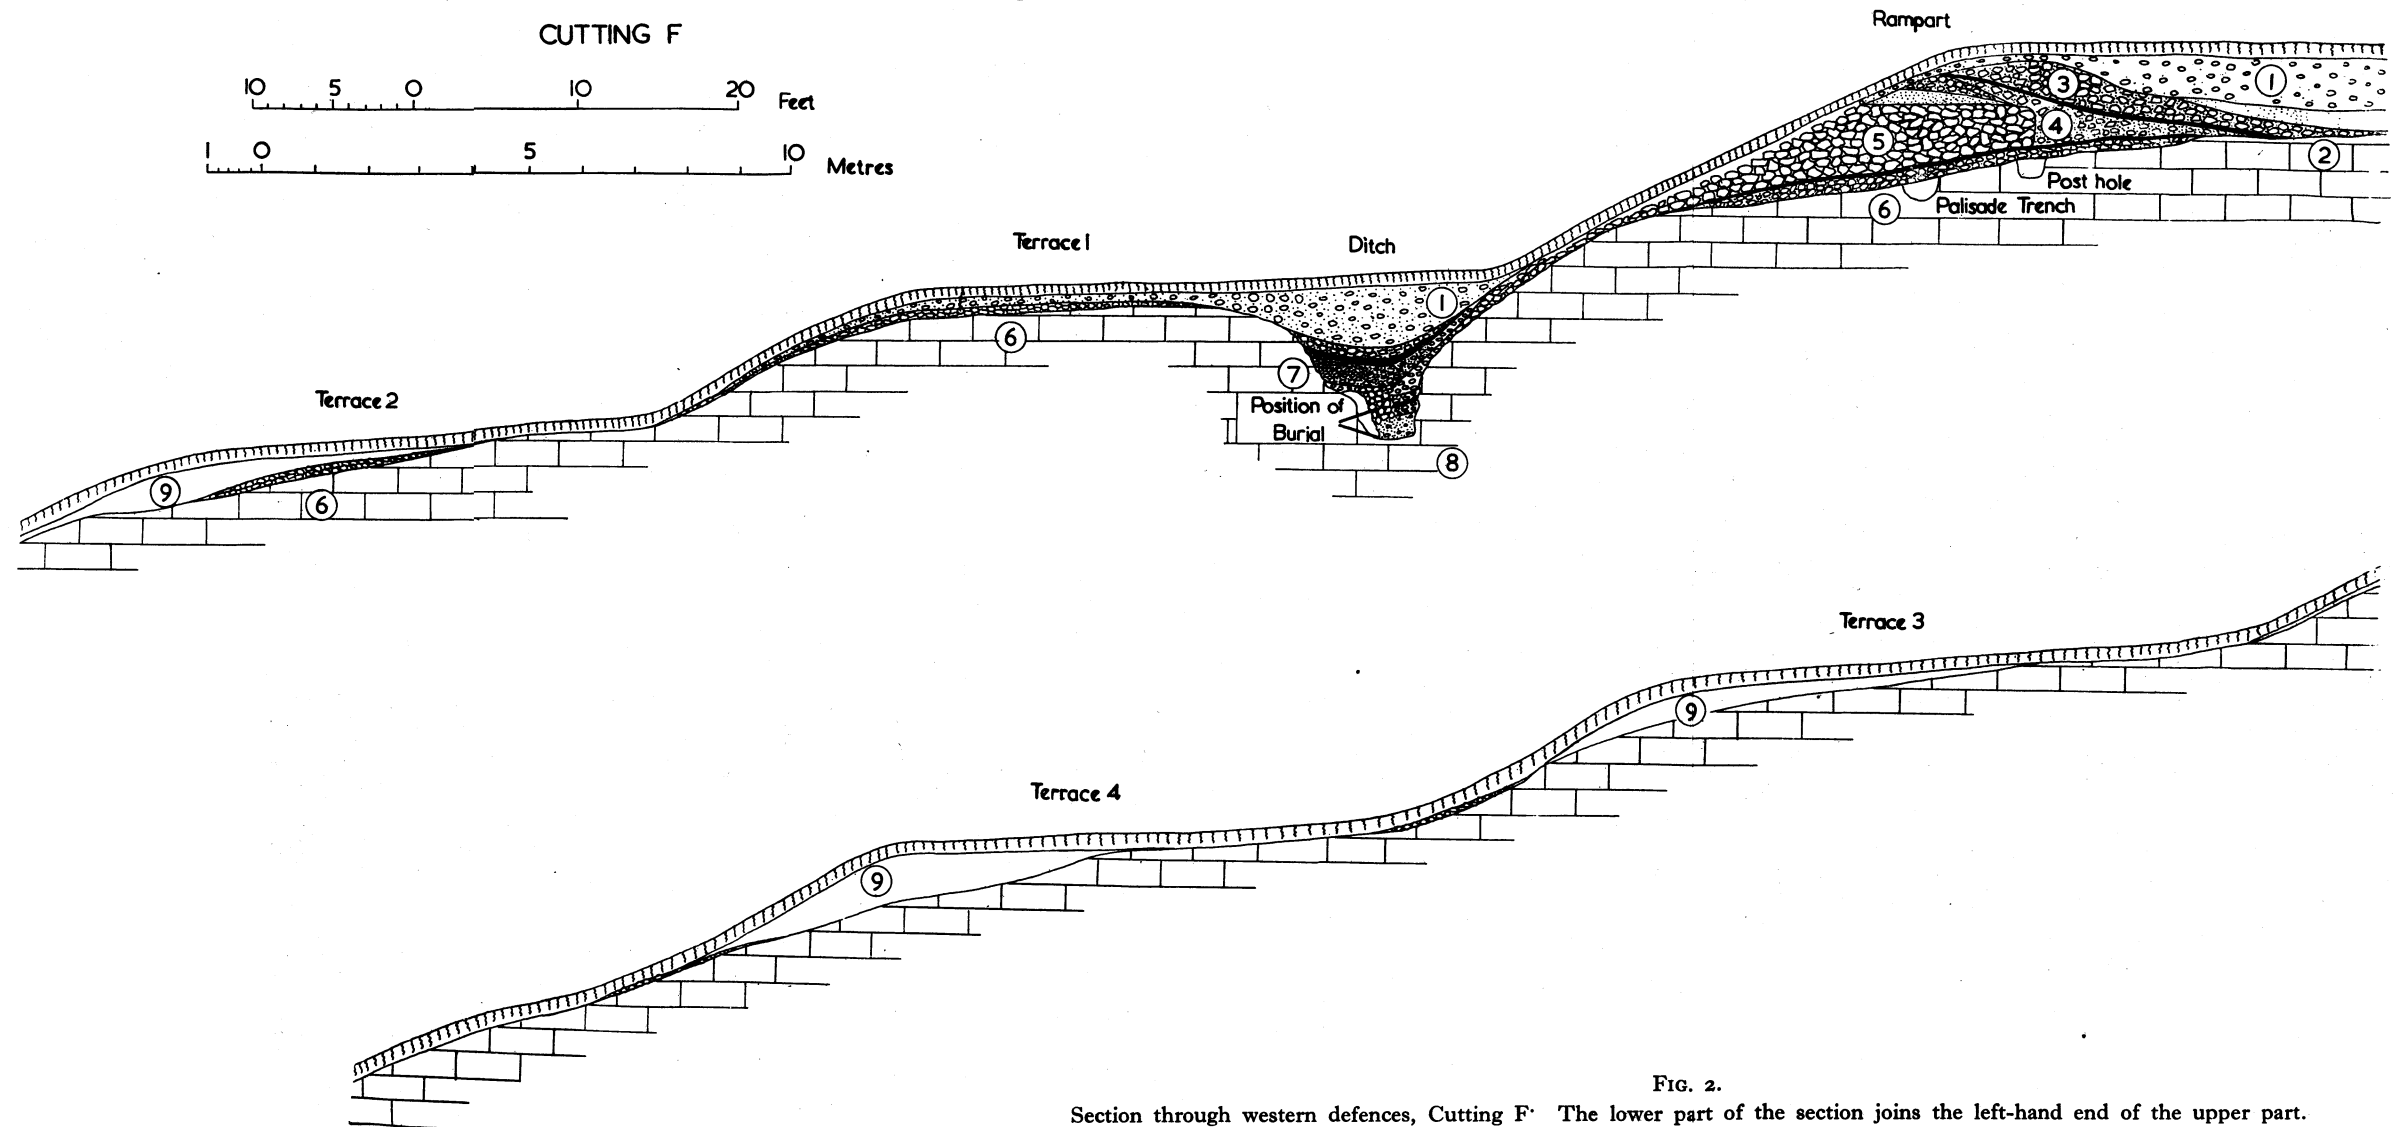 CUTTING F
Rampart
10 5 0 10 20 Feet
1 0 5 10 Metres
3
1
4
5
2
Post hole
6
Palisade Trench
Terrace 1
Ditch
1
6
7
Terrace 2
Position of
Burial
8
9
6
Terrace 3
9
Terrace 4
9
FIG. 2.
Section through western defences, Cutting F· The lower part of the section joins the left-hand end of the upper part.